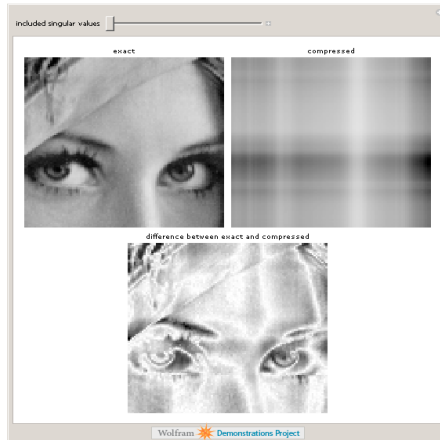 included singular values
exact
compressed
difference between exact and compressed
Wolfram Demonstrations Project